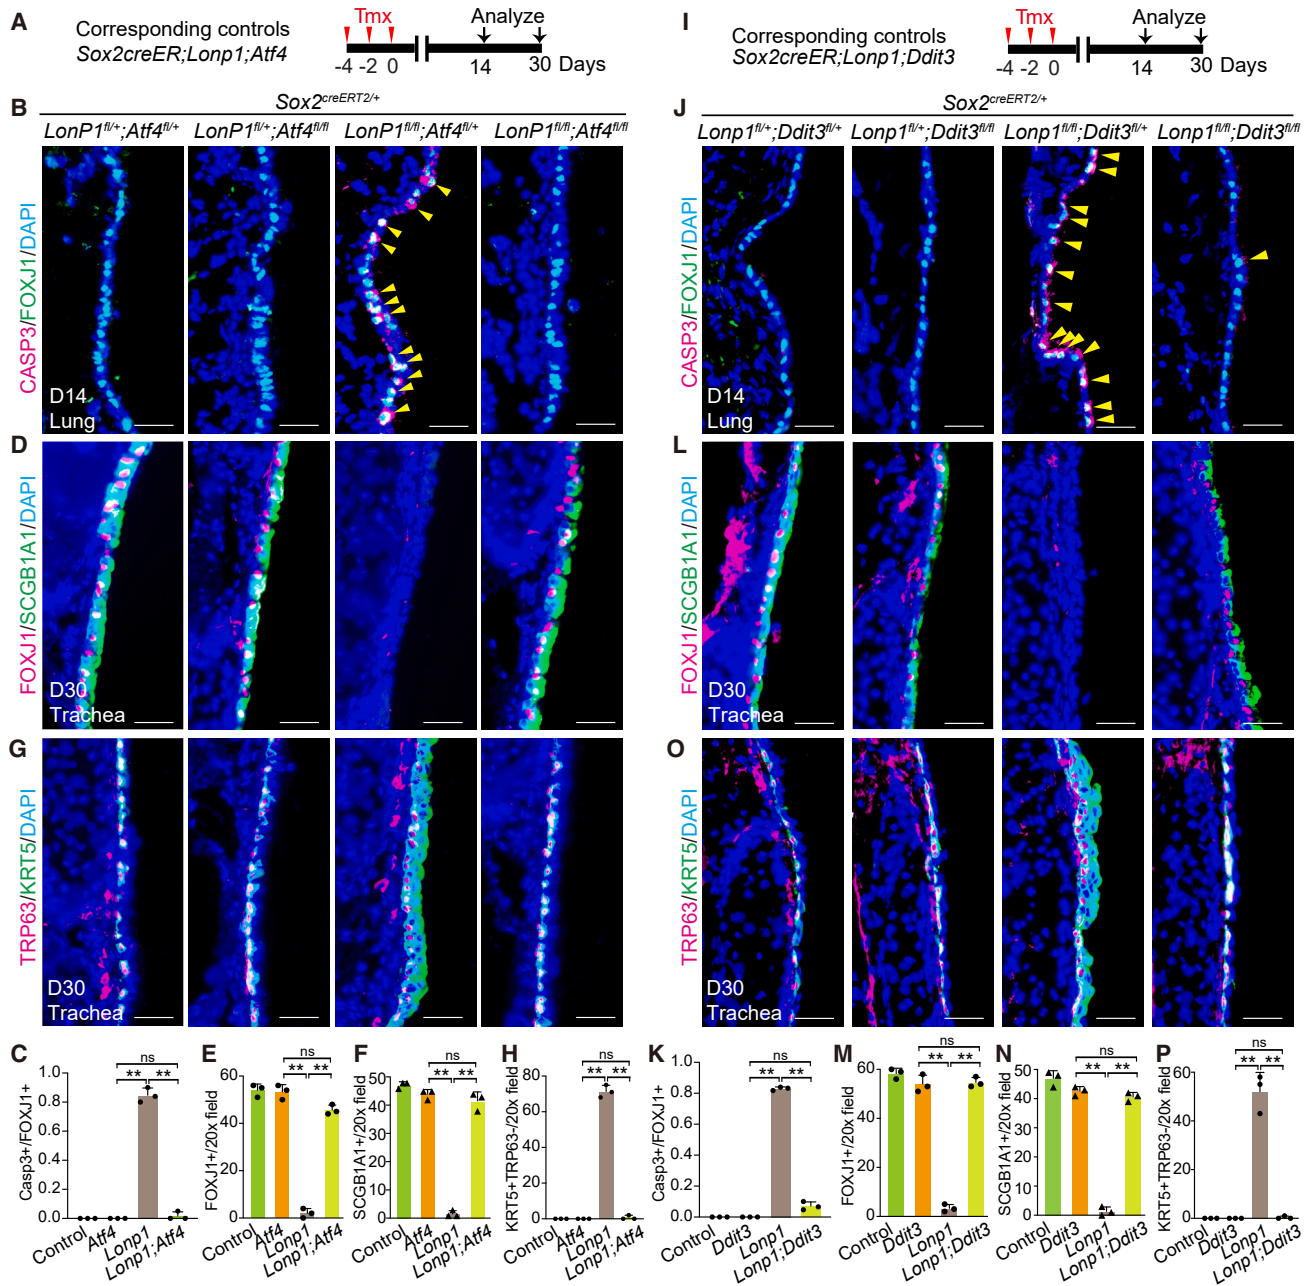 A
Corresponding controls
Sox2creER;Lonp1;Atf4
Tmx
Analyze
-4 -2 0 14 30 Days
I
Corresponding controls
Sox2creER;Lonp1;Ddit3
Tmx
Analyze
-4 -2 0 14 30 Days
B
Sox2creERT2/+
LonP1fl/+;Atf4fl/+
LonP1fl/+;Atf4fl/fl
LonP1fl/fl;Atf4fl/+
LonP1fl/fl;Atf4fl/fl
CASP3/FOXJ1/DAPI
D14
Lung
J
Sox2creERT2/+
Lonp1fl/+;Ddit3fl/+
Lonp1fl/+;Ddit3fl/fl
Lonp1fl/fl;Ddit3fl/+
Lonp1fl/fl;Ddit3fl/fl
CASP3/FOXJ1/DAPI
D14
Lung
D
FOXJ1/SCGB1A1/DAPI
D30
Trachea
L
FOXJ1/SCGB1A1/DAPI
D30
Trachea
G
TRP63/KRT5/DAPI
D30
Trachea
O
TRP63/KRT5/DAPI
D30
Trachea
C
Casp3+/FOXJ1+
1.0
0.8
0.6
0.4
0.2
0.0
ns
** **
Control
Atf4
Lonp1
Lonp1;Atf4
E
FOXJ1+/20x field
60
40
20
0
ns
** **
Control
Atf4
Lonp1
Lonp1;Atf4
F
SCGB1A1+/20x field
50
40
30
20
10
0
ns
** **
Control
Atf4
Lonp1
Lonp1;Atf4
H
KRT5+TRP63-/20x field
80
60
40
20
0
ns
** **
Control
Atf4
Lonp1
Lonp1;Atf4
K
Casp3+/FOXJ1+
1.0
0.8
0.6
0.4
0.2
0.0
ns
** **
Control
Ddit3
Lonp1
Lonp1;Ddit3
M
FOXJ1+/20x field
60
40
20
0
ns
** **
Control
Ddit3
Lonp1
Lonp1;Ddit3
N
SCGB1A1+/20x field
50
40
30
20
10
0
ns
** **
Control
Ddit3
Lonp1
Lonp1;Ddit3
P
KRT5+TRP63-/20x field
60
40
20
0
ns
** **
Control
Ddit3
Lonp1
Lonp1;Ddit3